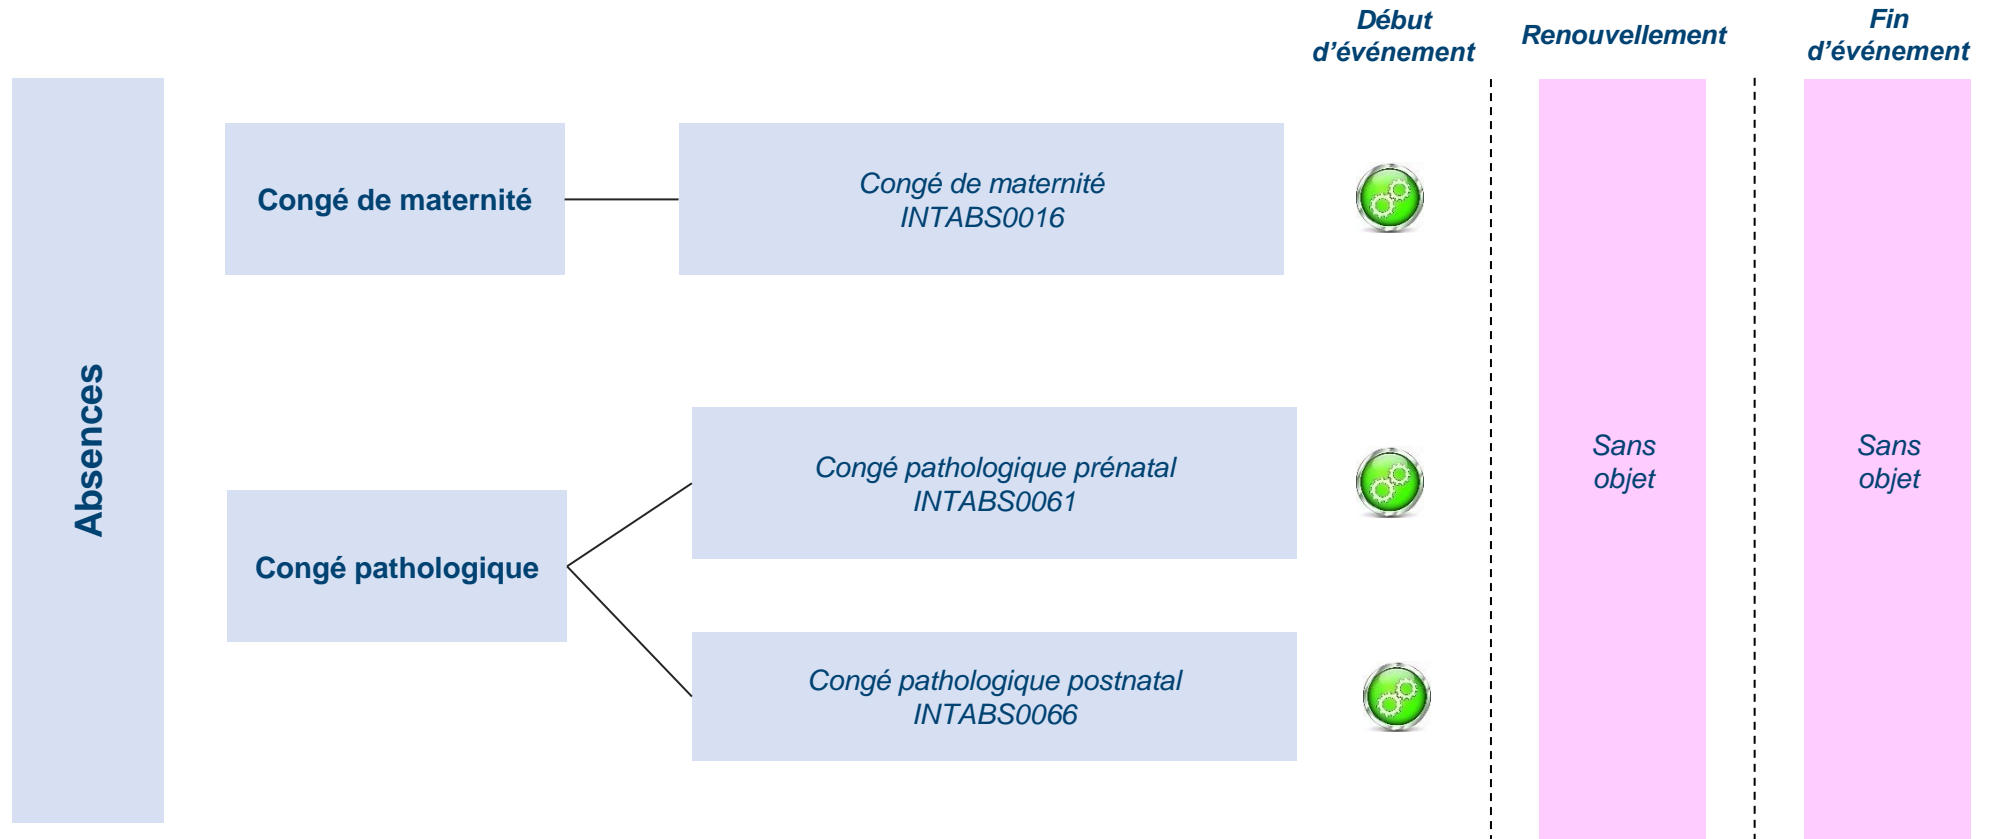 Début
d'événement
Renouvellement
Fin
d'événement
Absences
Congé de maternité
Congé de maternité
INTABS0016
Congé pathologique
Congé pathologique prénatal
INTABS0061
Congé pathologique postnatal
INTABS0066
Sans
objet
Sans
objet